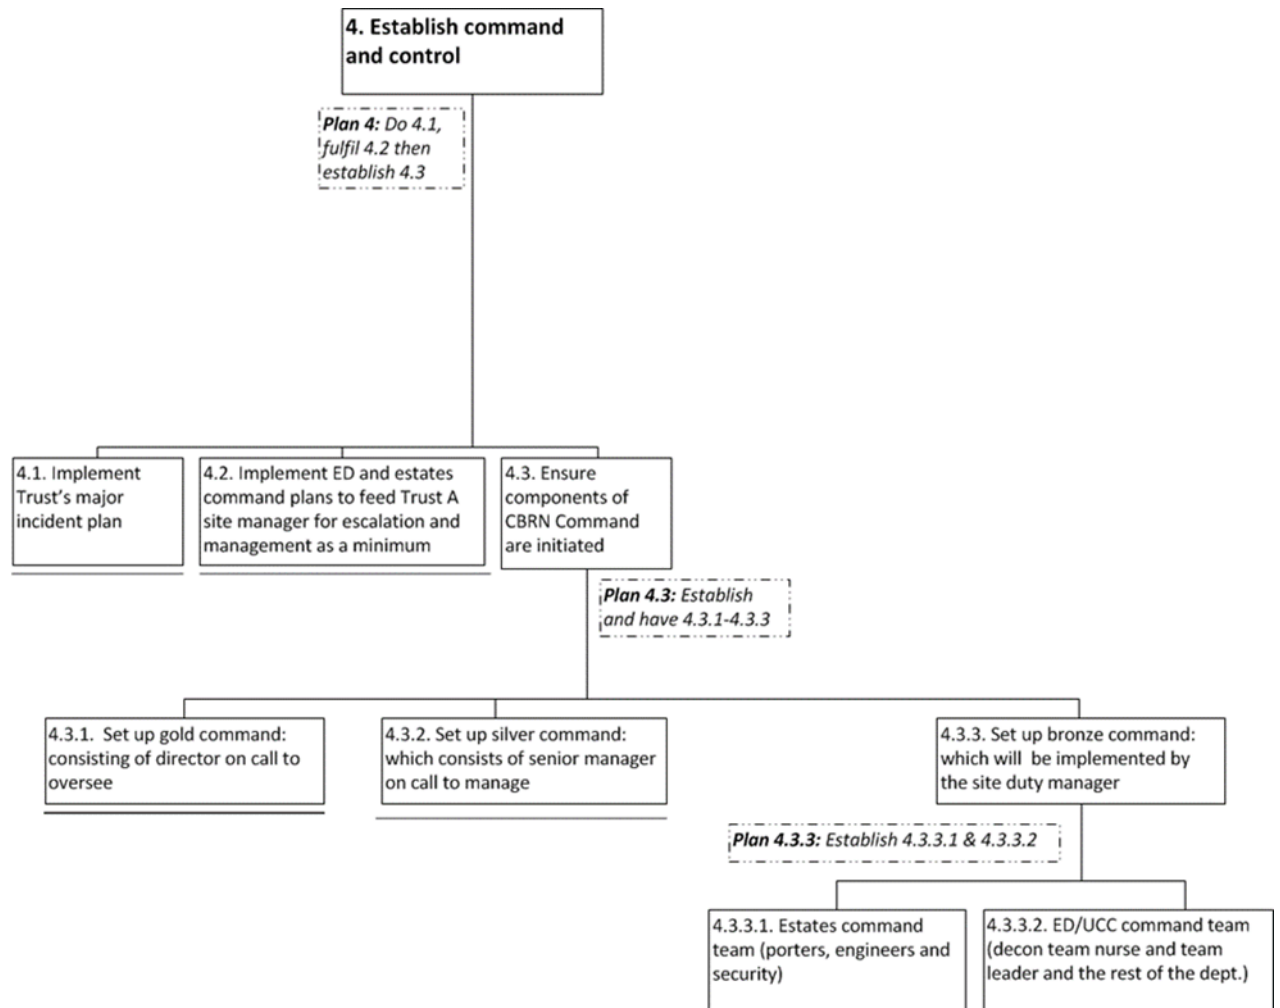 4. Establish command
and control
Plan 4: Do 4.1,
fulfil 4.2 then
establish 4.3
4.1. Implement
Trust's major
incident plan
4.2. Implement ED and estates
command plans to feed Trust A
site manager for escalation and
management as a minimum
4.3. Ensure
components of
CBRN Command
are initiated
Plan 4.3: Establish
and have 4.3.1-4.3.3
4.3.1. Set up gold command:
consisting of director on call to
oversee
4.3.2. Set up silver command:
which consists of senior manager
on call to manage
4.3.3. Set up bronze command:
which will be implemented by
the site duty manager
Plan 4.3.3: Establish 4.3.3.1 & 4.3.3.2
4.3.3.1. Estates command
team (porters, engineers and
security)
4.3.3.2. ED/UCC command team
(decon team nurse and team
leader and the rest of the dept.)